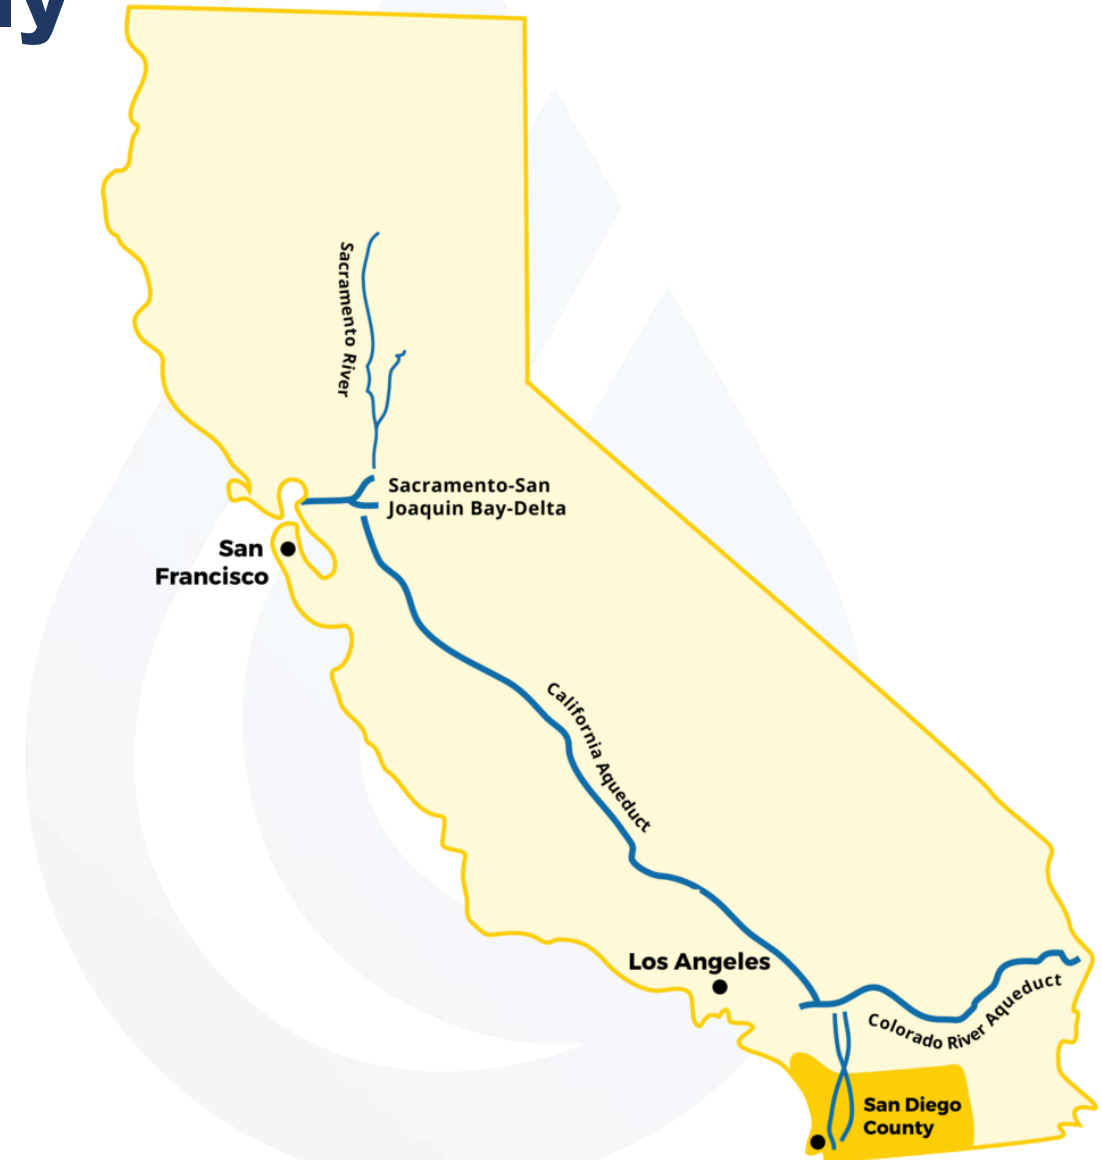 Sacramento River
Sacramento-San
Joaquin Bay-Delta
San
Francisco
California Aqueduct
Los Angeles
Colorado River Aqueduct
San Diego
County